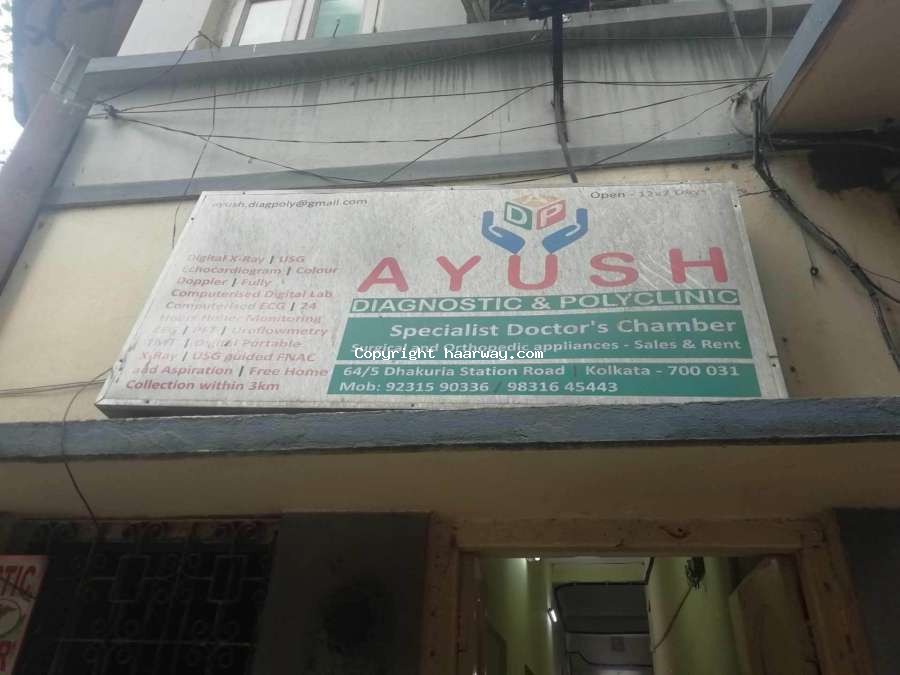 ayush.diagpoly@gmail.com
Open - 12x7 Days
DP
AYUSH
DIAGNOSTIC & POLYCLINIC
Digital X-Ray | USG
Echocardiogram | Colour
Doppler | Fully
Computerised Digital Lab
Computerised ECG | 24
Hours Holter Monitoring
EEG | PFT | Uroflowmetry
TMT | Digital Portable
X-Ray | USG guided FNAC
and Aspiration | Free Home
Collection within 3km
Specialist Doctor's Chamber
Surgical and Orthopedic appliances - Sales & Rent
64/5 Dhakuria Station Road | Kolkata - 700 031
Mob: 92315 90336 / 98316 45443
Copyright haarway.com
STIC